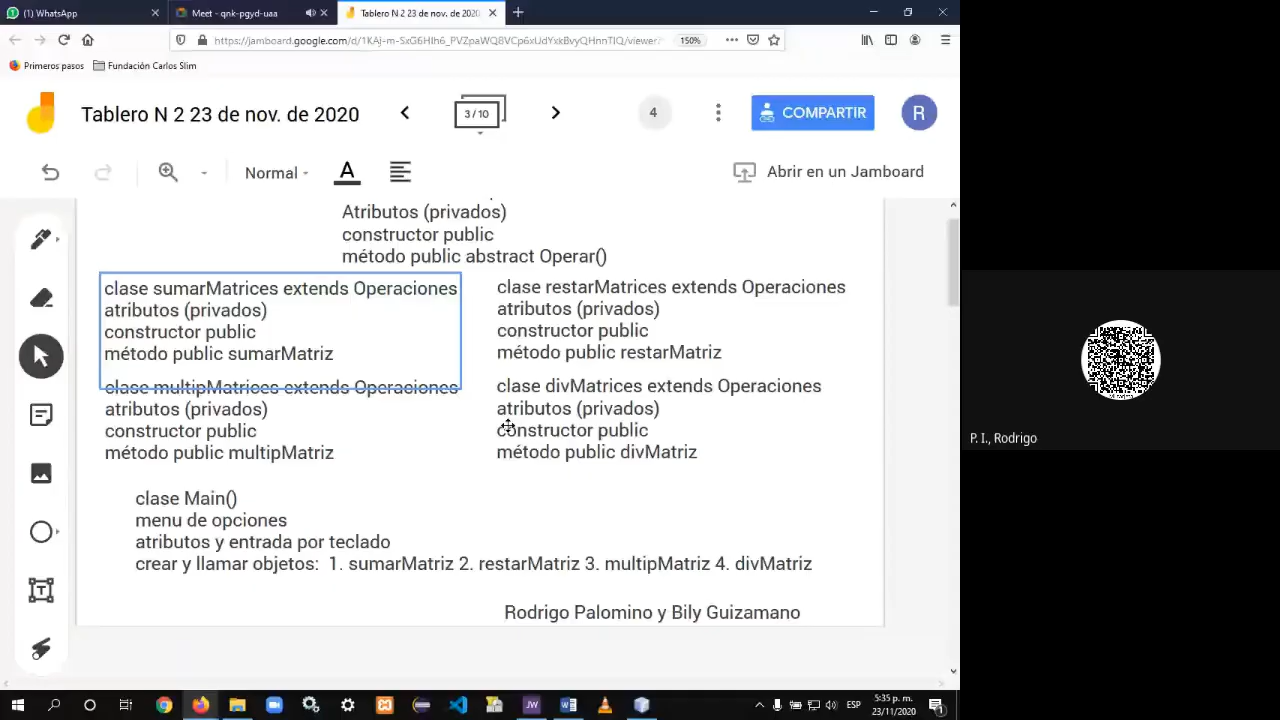 (1) WhatsApp
Meet - qnk-pgyd-uaa
Tablero N 2 23 de nov. de 2020
150%
Primeros pasos
Fundación Carlos Slim
Tablero N 2 23 de nov. de 2020
3 / 10
4
COMPARTIR
R
Normal
A
Abrir en un Jamboard
Atributos (privados)
constructor public
método public abstract Operar()
clase sumarMatrices extends Operaciones
atributos (privados)
constructor public
método public sumarMatriz
clase restarMatrices extends Operaciones
atributos (privados)
constructor public
método public restarMatriz
clase multipMatrices extends Operaciones
atributos (privados)
constructor public
método public multipMatriz
clase divMatrices extends Operaciones
atributos (privados)
constructor public
método public divMatriz
clase Main()
menu de opciones
atributos y entrada por teclado
crear y llamar objetos: 1. sumarMatriz 2. restarMatriz 3. multipMatriz 4. divMatriz
Rodrigo Palomino y Bily Guizamano
P. I., Rodrigo
ESP
5:35 p. m.
23/11/2020